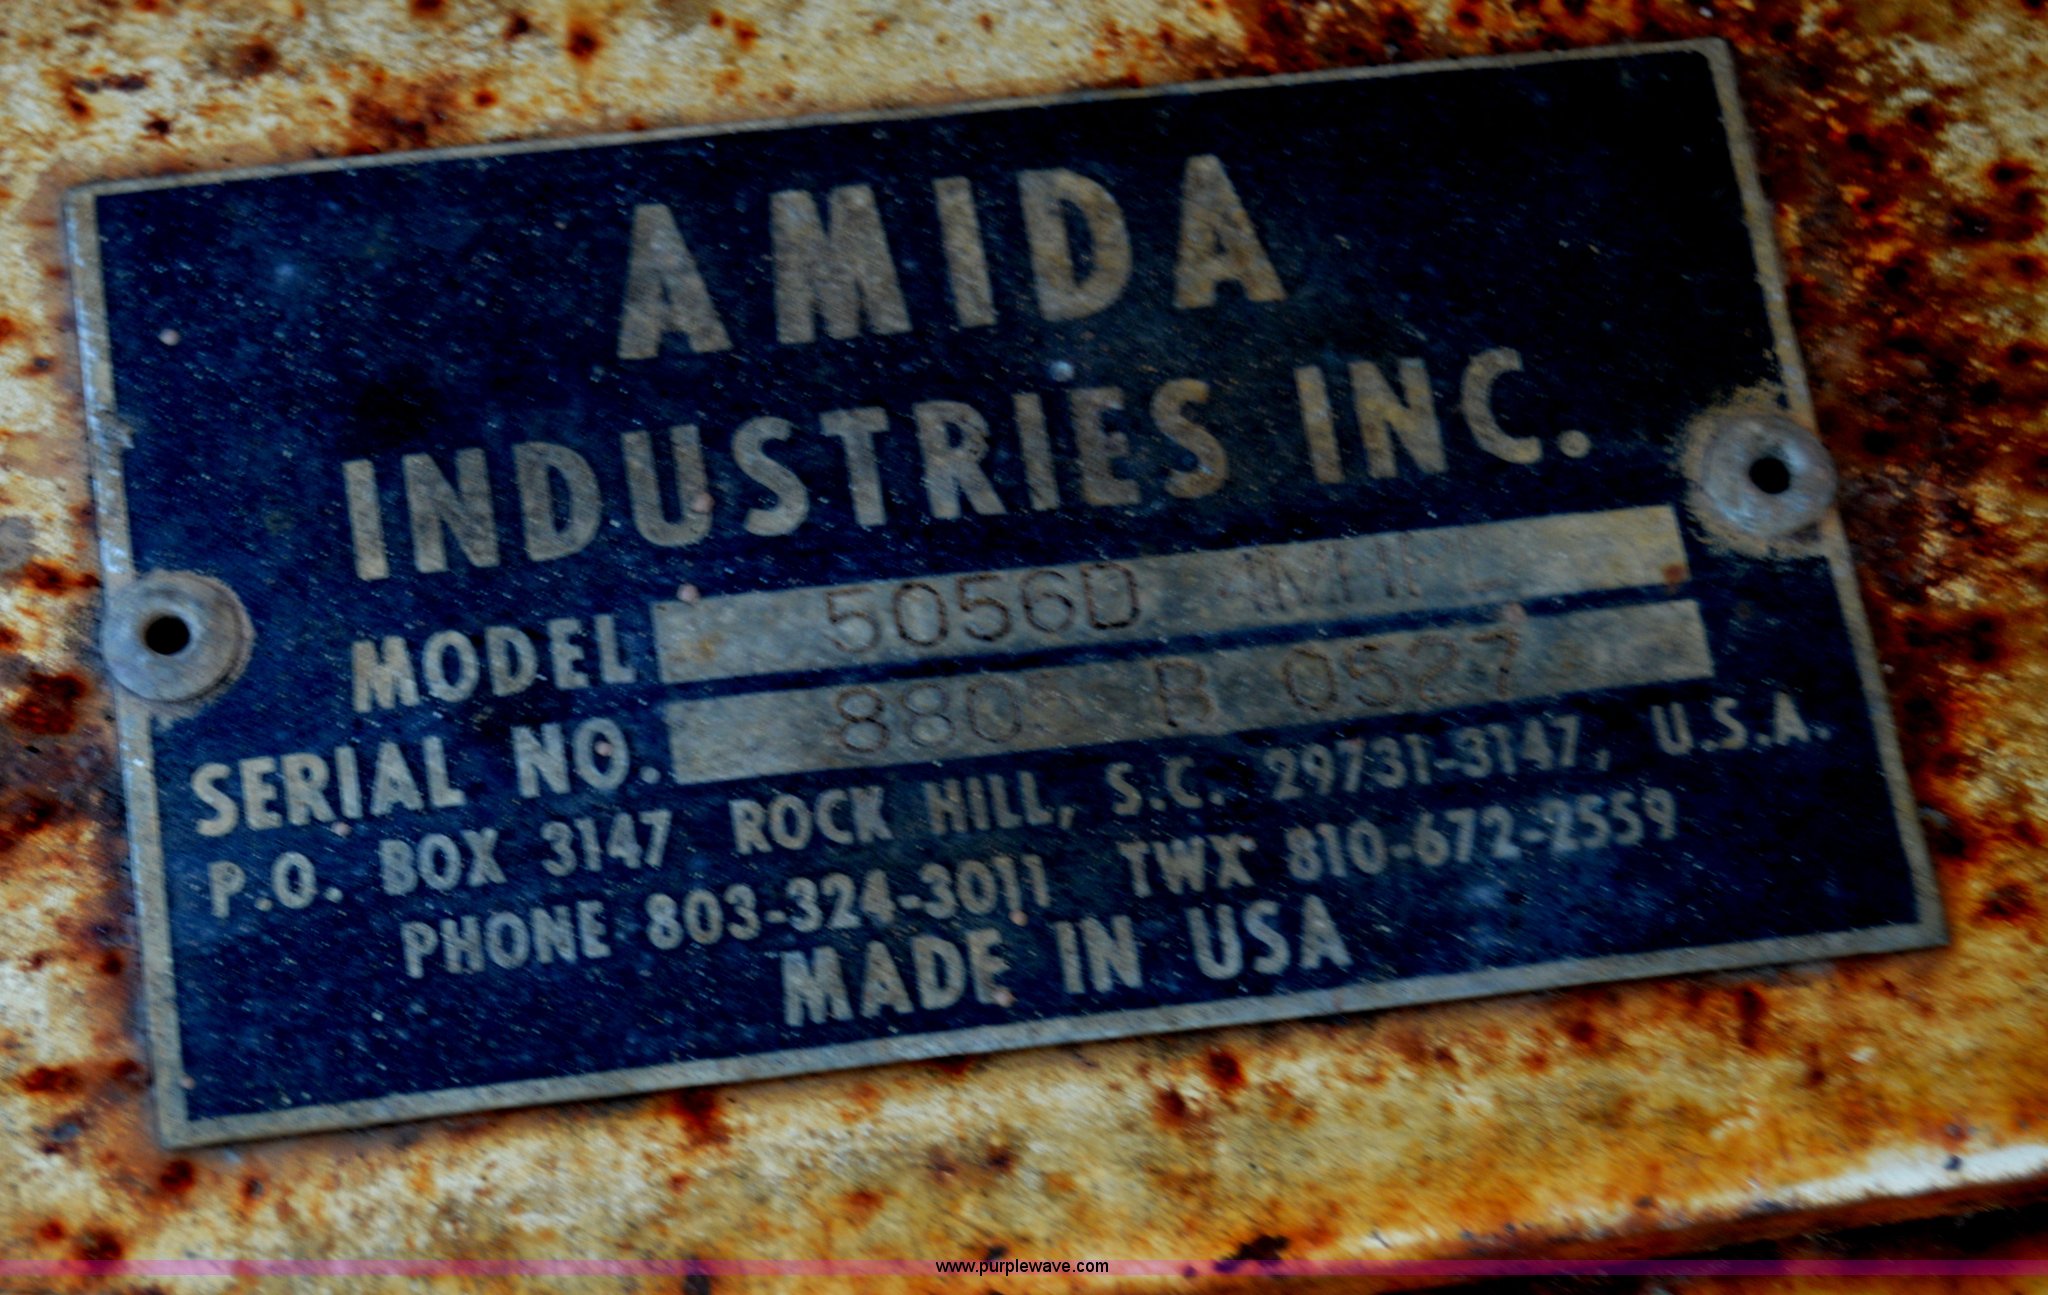 AMIDA
INDUSTRIES INC.
MODEL 5056D
SERIAL NO. B 0527
P.O. BOX 3147 ROCK HILL, S.C. 29731-3147, U.S.A.
PHONE 803-324-3011 TWX 810-672-2559
MADE IN USA
www.purplewave.com